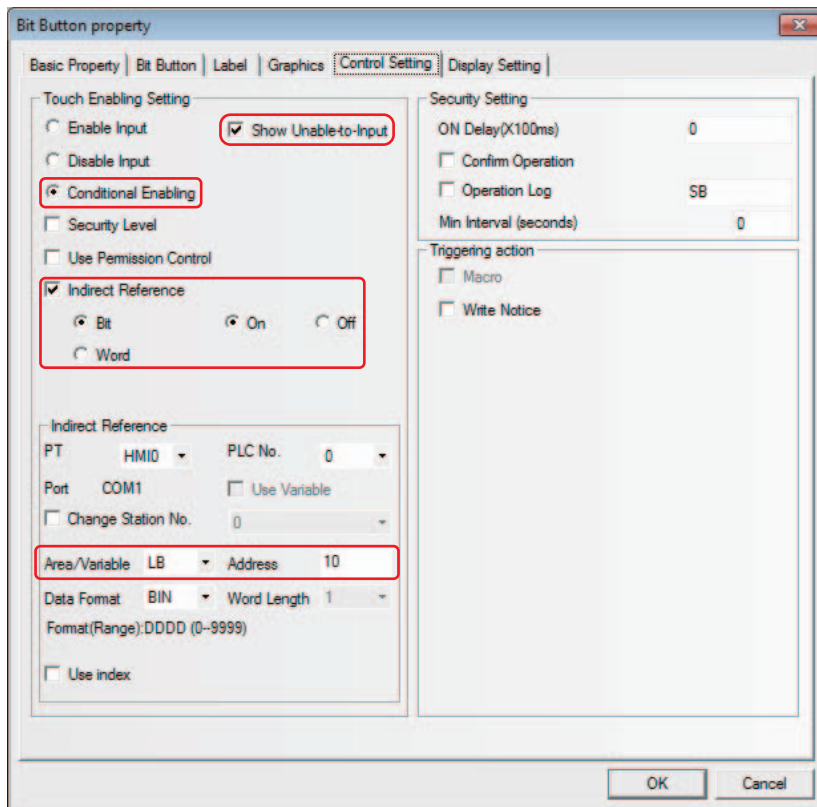 Bit Button property
Basic Property Bit Button Label Graphics Control Setting Display Setting
Touch Enabling Setting
Enable Input Show Unable-to-Input
Disable Input
Conditional Enabling
Security Level
Use Permission Control
Indirect Reference
Bit On Off
Word
Indirect Reference
PT HMI0 PLC No. 0
Port COM1 Use Variable
Change Station No. 0
Area/Variable LB Address 10
Data Format BIN Word Length 1
Format(Range):DDDD (0--9999)
Use index
Security Setting
ON Delay(X100ms) 0
Confirm Operation
Operation Log SB
Min Interval (seconds) 0
Triggering action
Macro
Write Notice
OK Cancel